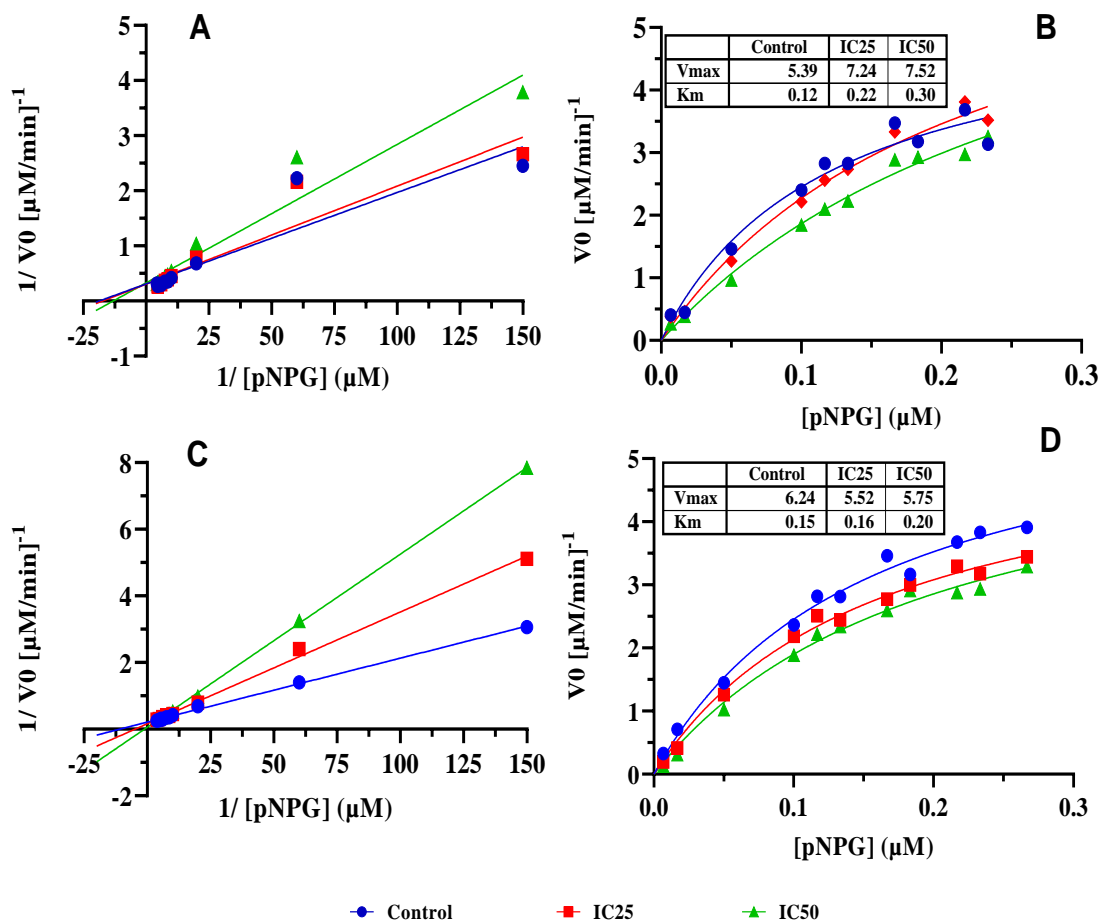 A
5
4
3
2
1
-1
-25
25
50
75
100
125
150
1/ V0 [µM/min]⁻¹
1/ [pNPG] (µM)
B
Control IC25 IC50
Vmax 5.39 7.24 7.52
Km 0.12 0.22 0.30
5
4
3
2
1
0
0.0
0.1
0.2
0.3
V0 [µM/min]⁻¹
[pNPG] (µM)
C
8
6
4
2
-2
-25
25
50
75
100
125
150
1/ V0 [µM/min]⁻¹
1/ [pNPG] (µM)
D
Control IC25 IC50
Vmax 6.24 5.52 5.75
Km 0.15 0.16 0.20
5
4
3
2
1
0
0.0
0.1
0.2
0.3
V0 [µM/min]⁻¹
[pNPG] (µM)
Control IC25 IC50